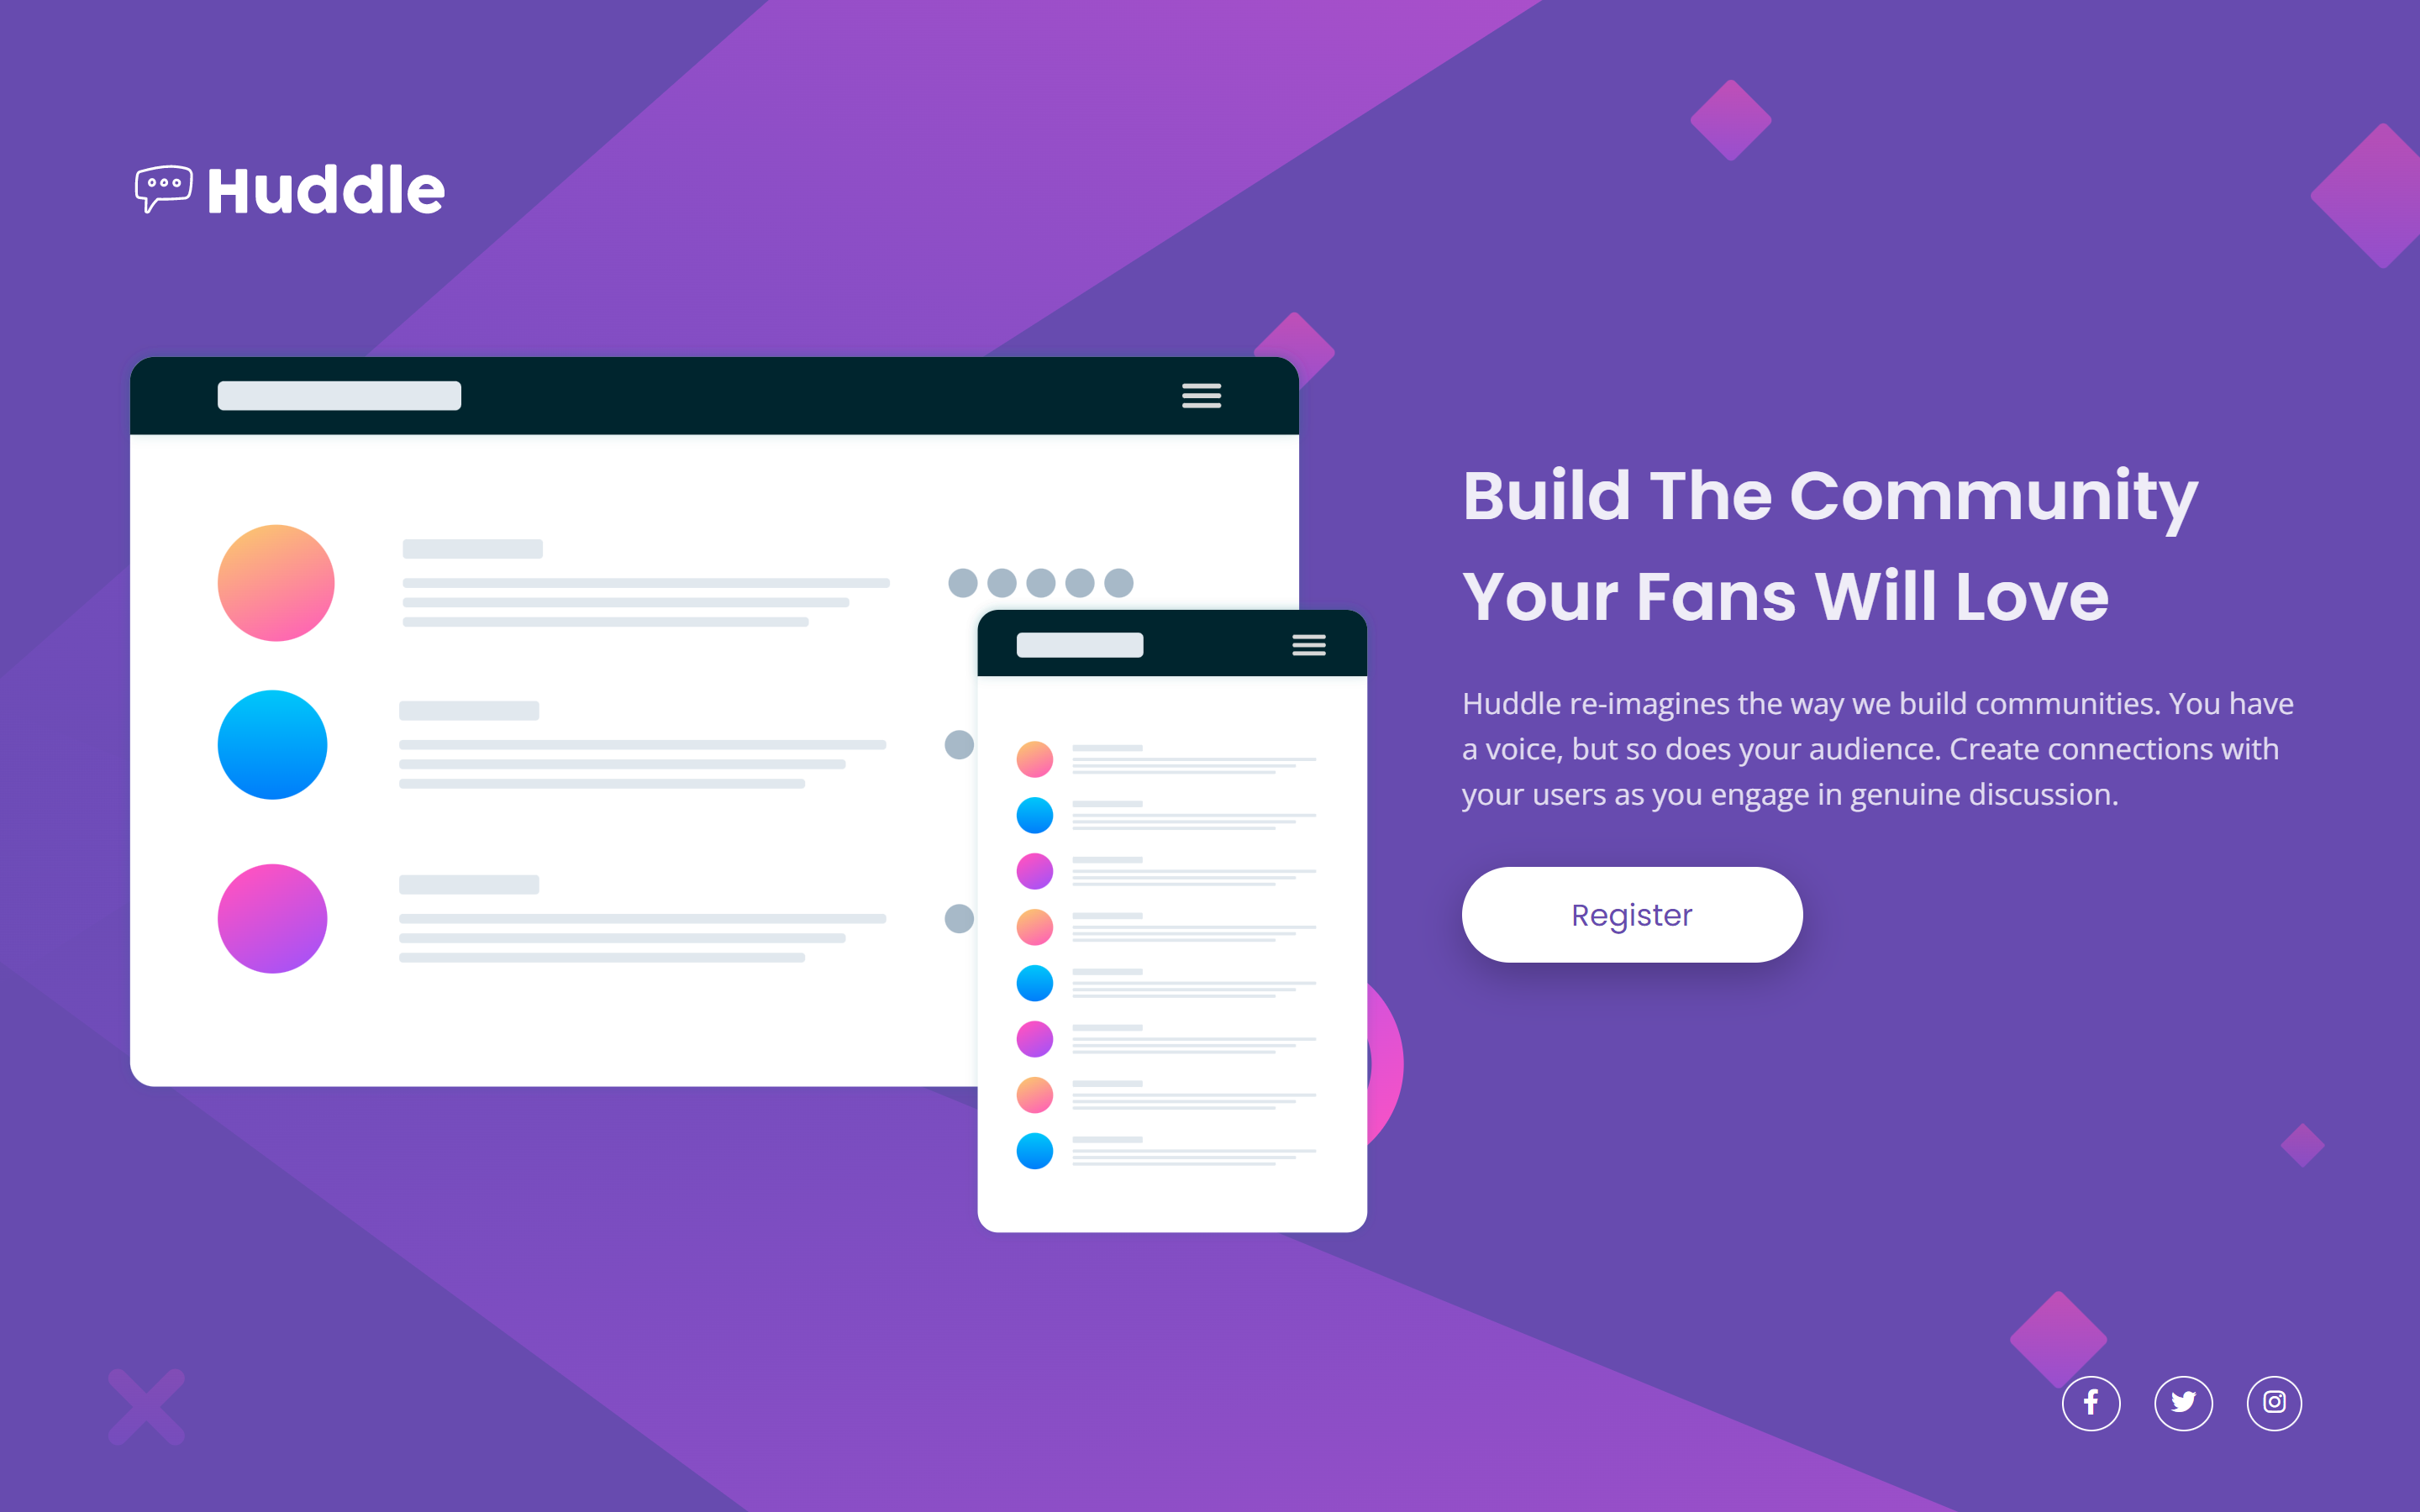 Huddle
Build The Community
Your Fans Will Love
Huddle re-imagines the way we build communities. You have
a voice, but so does your audience. Create connections with
your users as you engage in genuine discussion.
Register